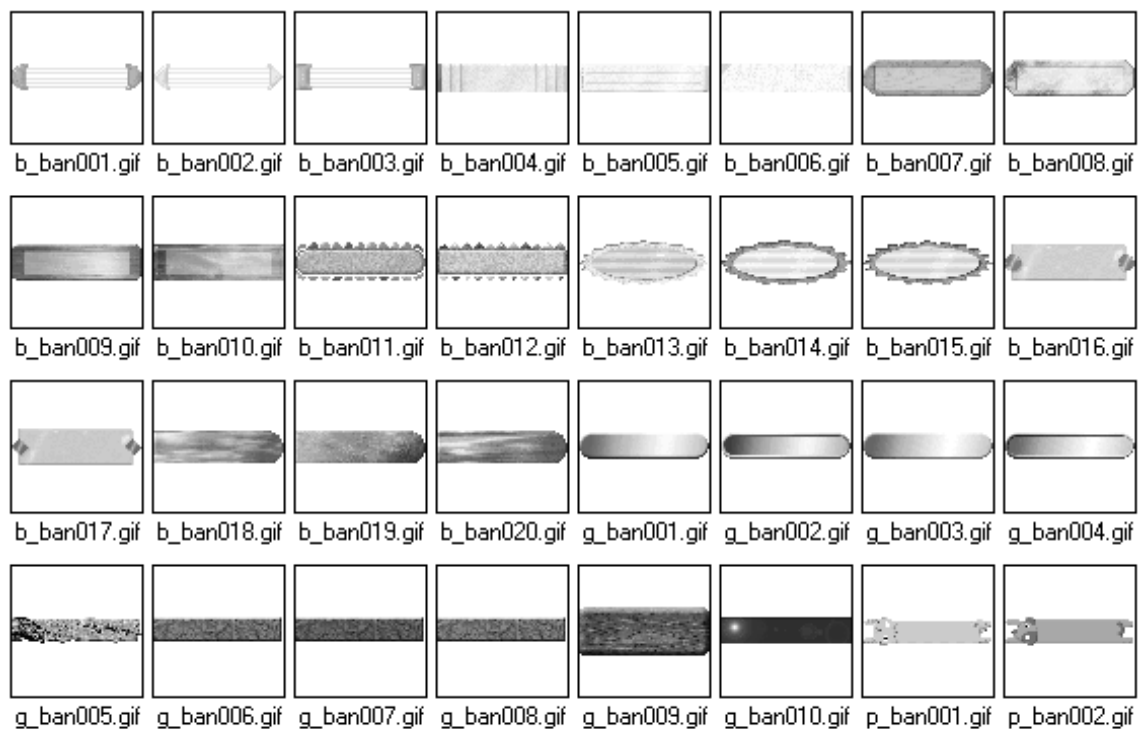 b_ban001.gif b_ban002.gif b_ban003.gif b_ban004.gif b_ban005.gif b_ban006.gif b_ban007.gif b_ban008.gif
b_ban009.gif b_ban010.gif b_ban011.gif b_ban012.gif b_ban013.gif b_ban014.gif b_ban015.gif b_ban016.gif
b_ban017.gif b_ban018.gif b_ban019.gif b_ban020.gif g_ban001.gif g_ban002.gif g_ban003.gif g_ban004.gif
g_ban005.gif g_ban006.gif g_ban007.gif g_ban008.gif g_ban009.gif g_ban010.gif p_ban001.gif p_ban002.gif